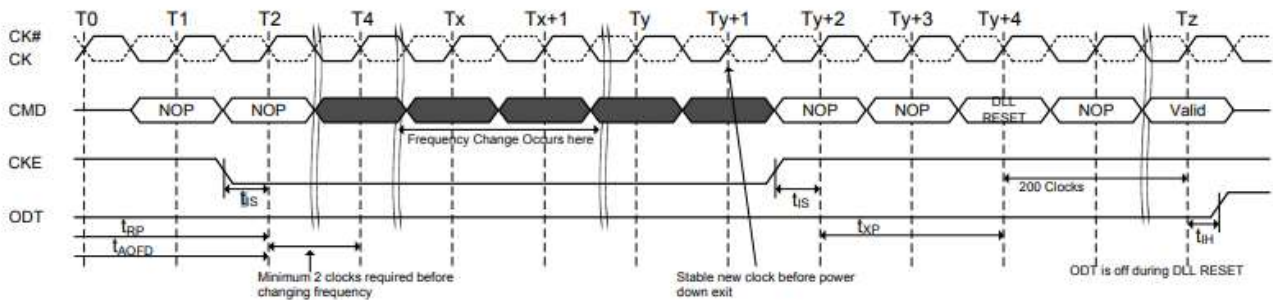 T0 T1 T2 T4 Tx Tx+1 Ty Ty+1 Ty+2 Ty+3 Ty+4 Tz
CK#
CK
CMD NOP NOP NOP NOP DLL RESET NOP Valid
Frequency Change Occurs here
CKE
tIS tIS 200 Clocks
ODT
tRP tXP tIH
tAOFD
Minimum 2 clocks required before
changing frequency
Stable new clock before power
down exit
ODT is off during DLL RESET